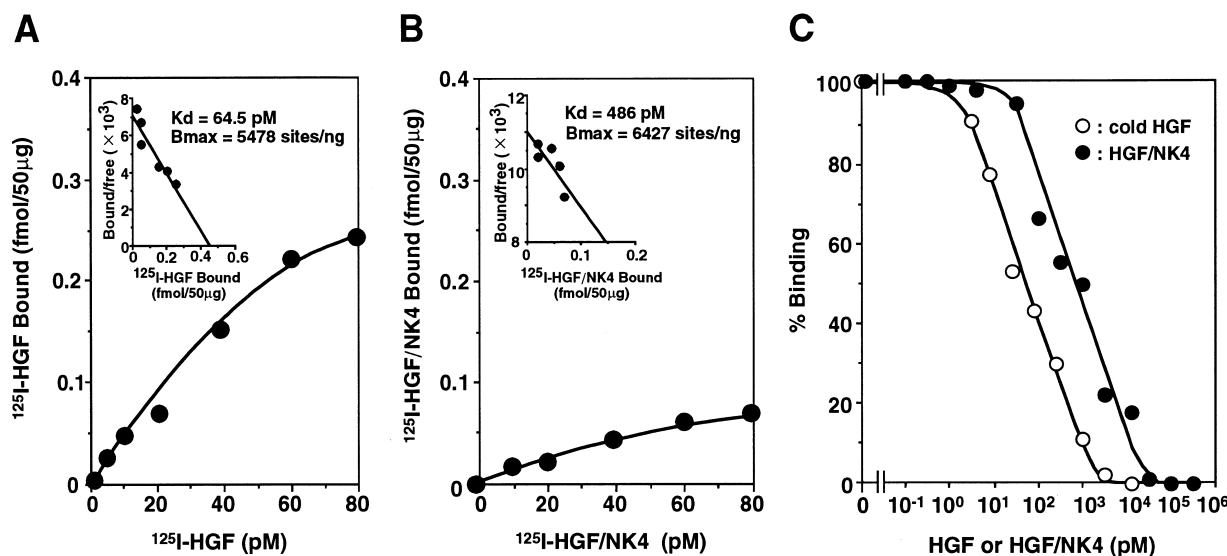 A
¹²⁵I-HGF Bound (fmol/50µg)
0.4
0.3
0.2
0.1
0
0 20 40 60 80
¹²⁵I-HGF (pM)
Bound/free (×10³)
8
6
4
2
0
0 0.2 0.4 0.6
¹²⁵I-HGF Bound
(fmol/50µg)
Kd = 64.5 pM
Bmax = 5478 sites/ng
B
¹²⁵I-HGF/NK4 Bound (fmol/50µg)
0.4
0.3
0.2
0.1
0
0 20 40 60 80
¹²⁵I-HGF/NK4 (pM)
Bound/free (×10³)
12
10
8
0 0.1 0.2
¹²⁵I-HGF/NK4 Bound
(fmol/50µg)
Kd = 486 pM
Bmax = 6427 sites/ng
C
% Binding
100
80
60
40
20
0
0 10⁻¹ 10⁰ 10¹ 10² 10³ 10⁴ 10⁵ 10⁶
HGF or HGF/NK4 (pM)
: cold HGF
: HGF/NK4